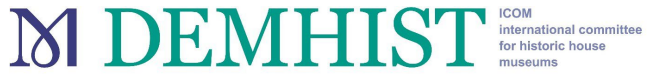 M DEMHIST
ICOM
international committee
for historic house
museums